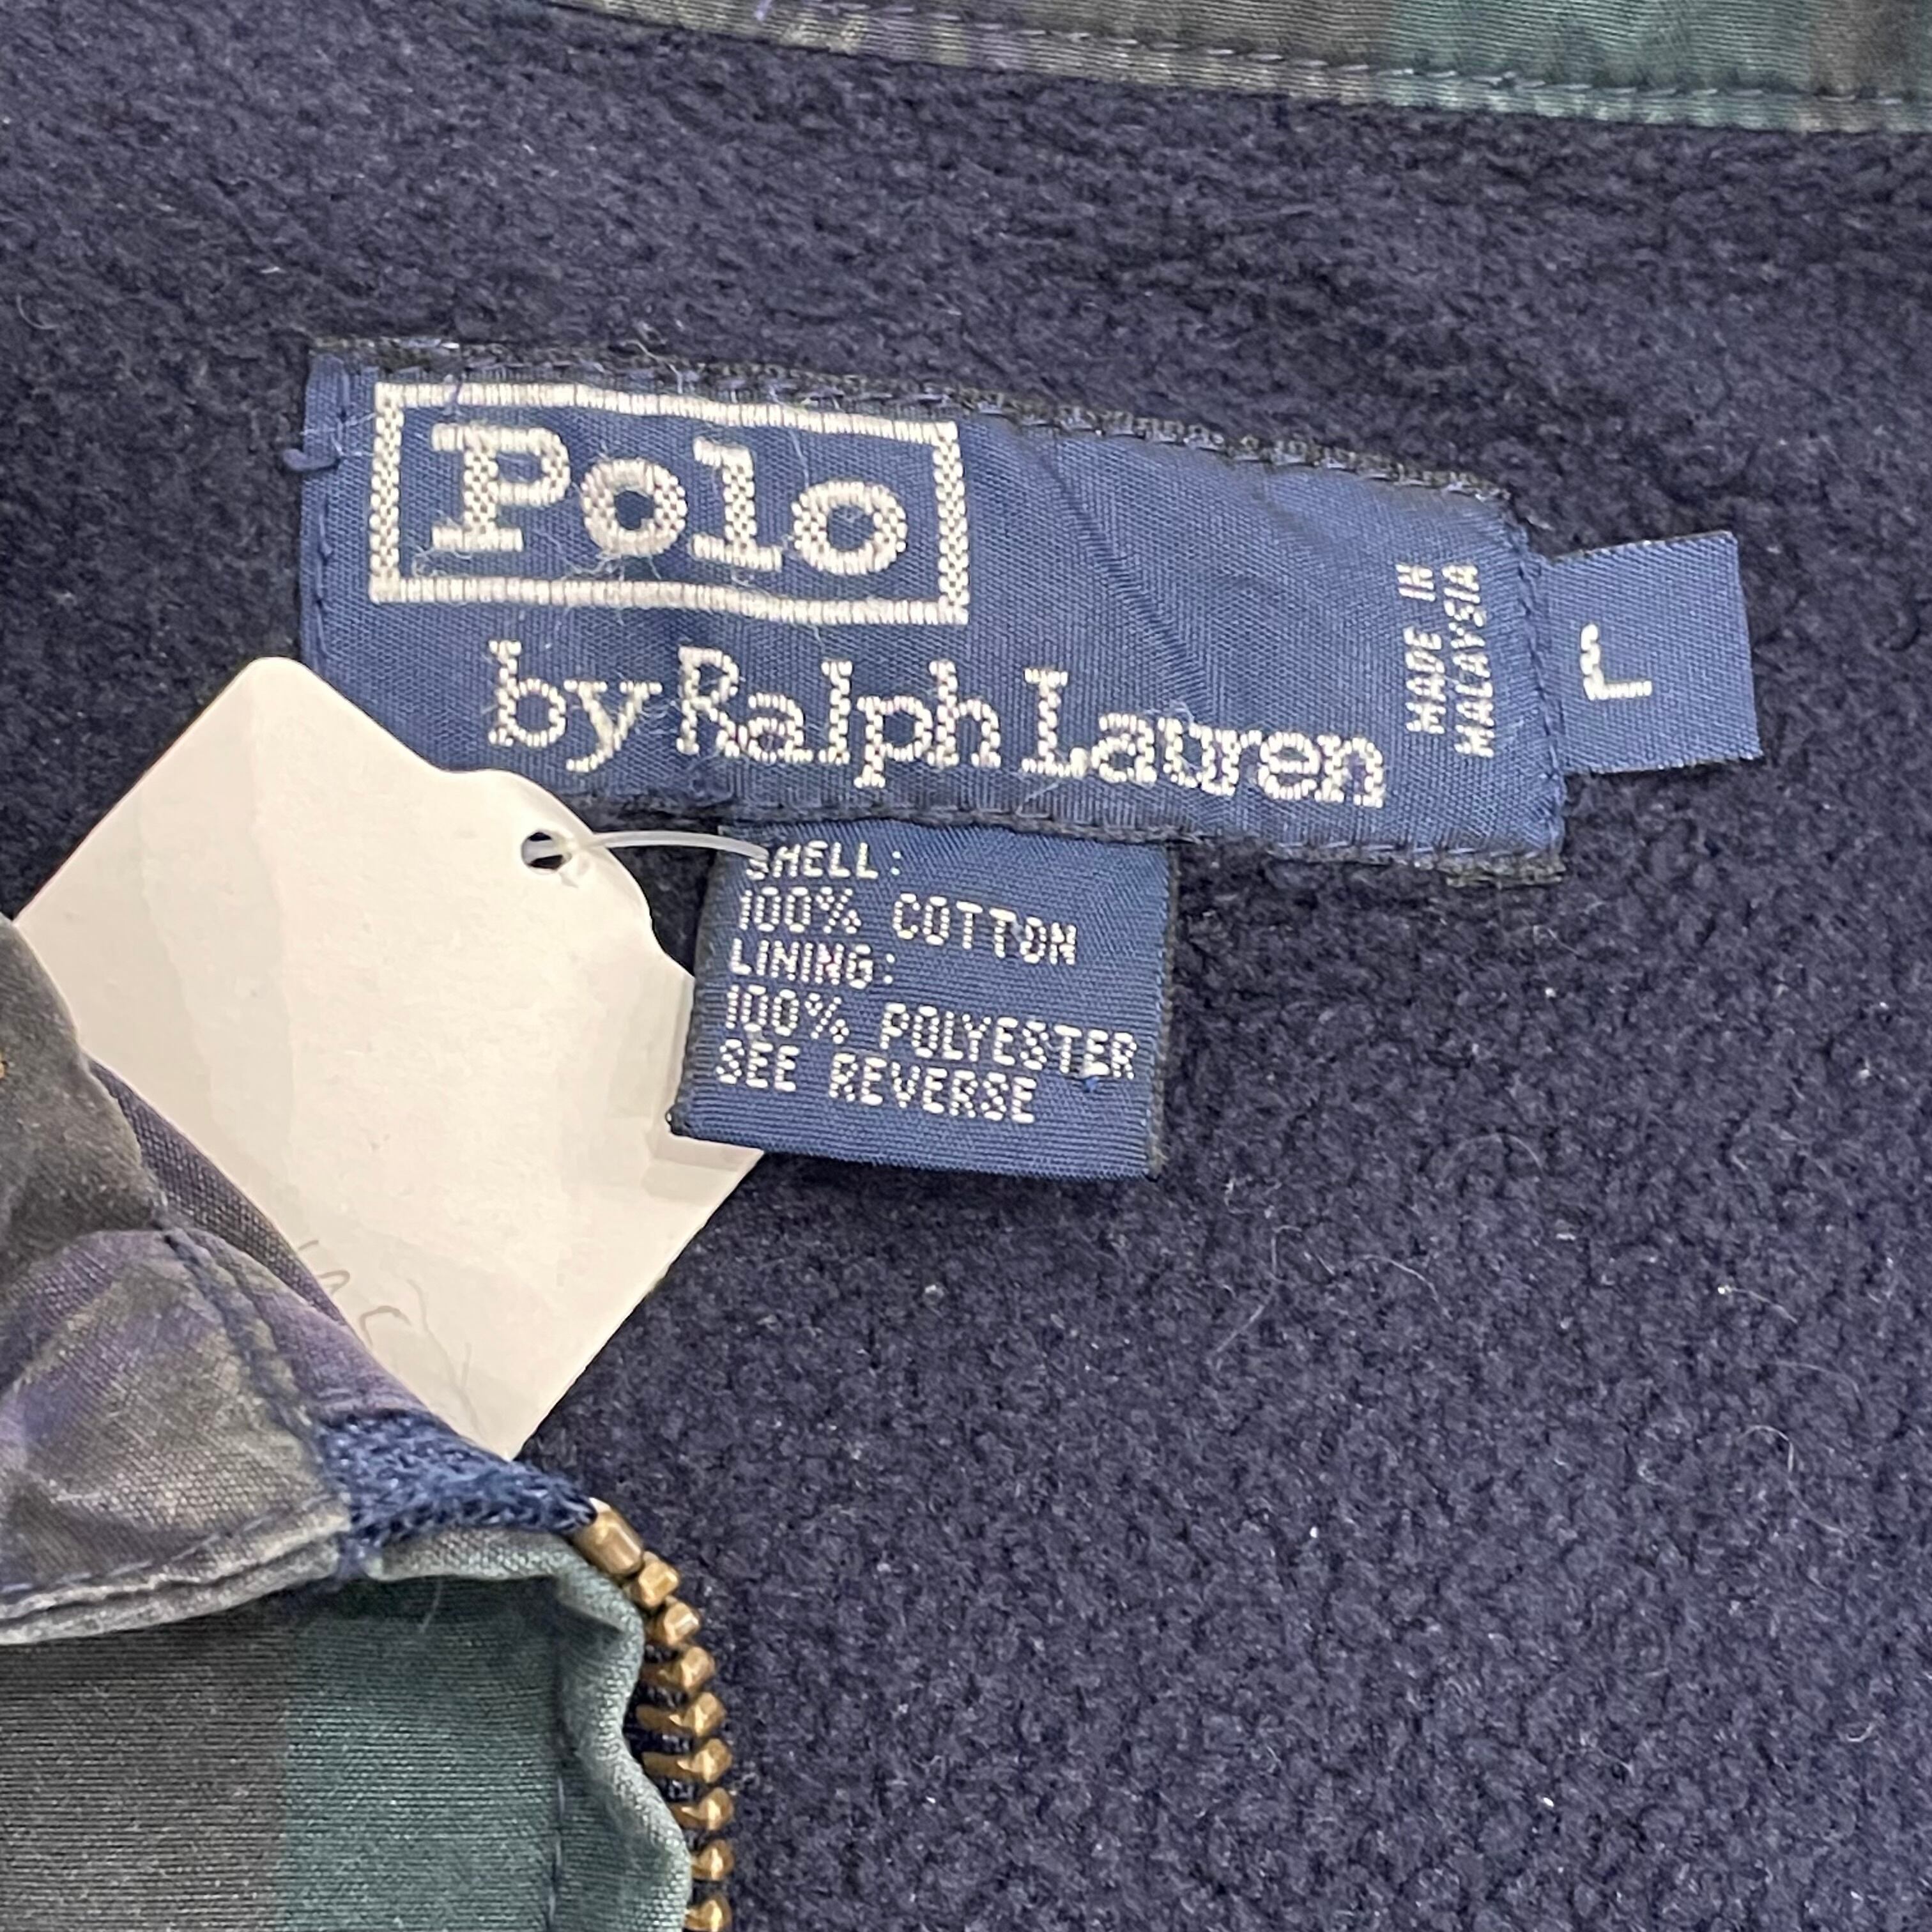 Polo
by Ralph Lauren
MADE IN
MALAYSIA
L
SHELL:
100% COTTON
LINING:
100% POLYESTER
SEE REVERSE